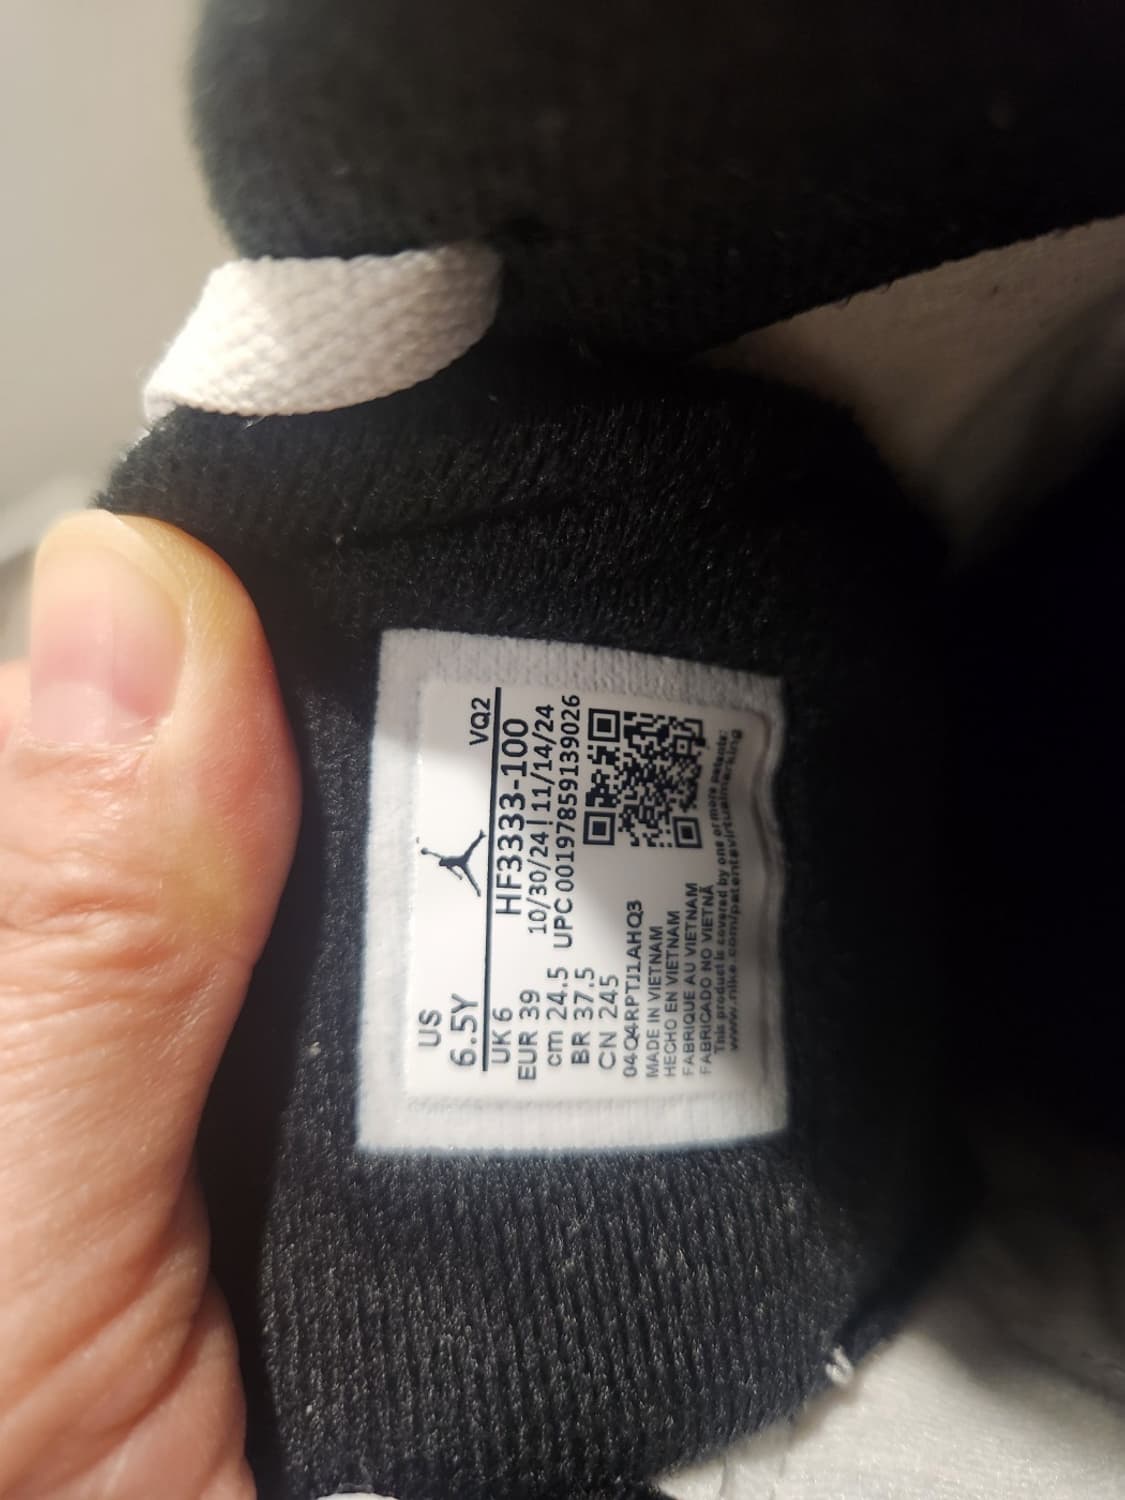 US
6.5Y
VQ2
UK 6
EUR 39
cm 24.5
BR 37.5
CN 245
HF3333-100
10/30/24 | 11/14/24
UPC 00197859139026
04Q4RPTJ1AHQ3
MADE IN VIETNAM
HECHO EN VIETNAM
FABRIQUE AU VIETNAM
FABRICADO NO VIETNÃ
This product is covered by one or more patents:
www.nike.com/patentsvirtualmarking